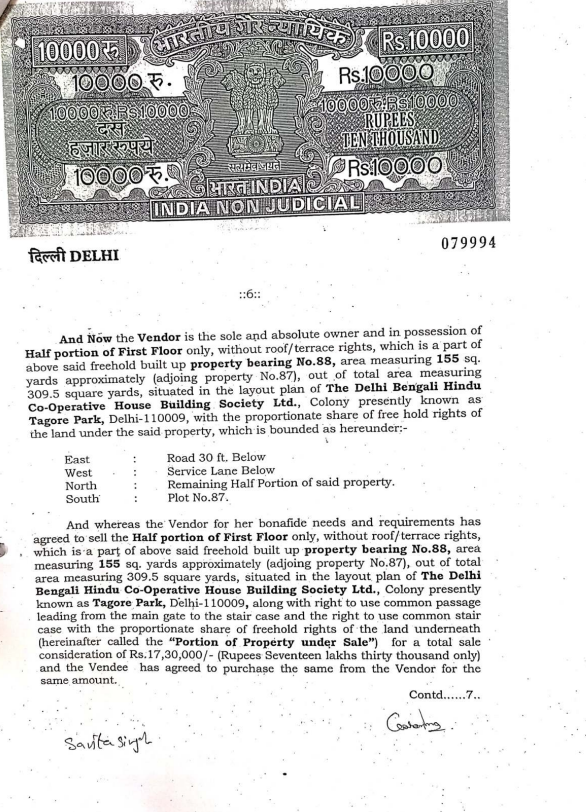 भारतीय गैर न्यायिक
10000रु. Rs.10000
10000रु. Rs.10000
10000रु.Rs10000 10000रु.Rs10000
दस RUPEES
हजार रुपये TEN THOUSAND
10000रु. सत्यमेव जयते Rs.10000
भारत INDIA
INDIA NON JUDICIAL
दिल्ली DELHI 079994
::6::
And Now the Vendor is the sole and absolute owner and in possession of
Half portion of First Floor only, without roof/terrace rights, which is a part of
above said freehold built up property bearing No.88, area measuring 155 sq.
yards approximately (adjoing property No.87), out of total area measuring
309.5 square yards, situated in the layout plan of The Delhi Bengali Hindu
Co-Operative House Building Society Ltd., Colony presently known as
Tagore Park, Delhi-110009, with the proportionate share of free hold rights of
the land under the said property, which is bounded as hereunder:-
East : Road 30 ft. Below
West : Service Lane Below
North : Remaining Half Portion of said property.
South : Plot No.87.
And whereas the Vendor for her bonafide needs and requirements has
agreed to sell the Half portion of First Floor only, without roof/terrace rights,
which is a part of above said freehold built up property bearing No.88, area
measuring 155 sq. yards approximately (adjoing property No.87), out of total
area measuring 309.5 square yards, situated in the layout plan of The Delhi
Bengali Hindu Co-Operative House Building Society Ltd., Colony presently
known as Tagore Park, Delhi-110009, along with right to use common passage
leading from the main gate to the stair case and the right to use common stair
case with the proportionate share of freehold rights of the land underneath
(hereinafter called the "Portion of Property under Sale") for a total sale
consideration of Rs.17,30,000/- (Rupees Seventeen lakhs thirty thousand only)
and the Vendee has agreed to purchase the same from the Vendor for the
same amount.
Contd......7..
Savita Singh